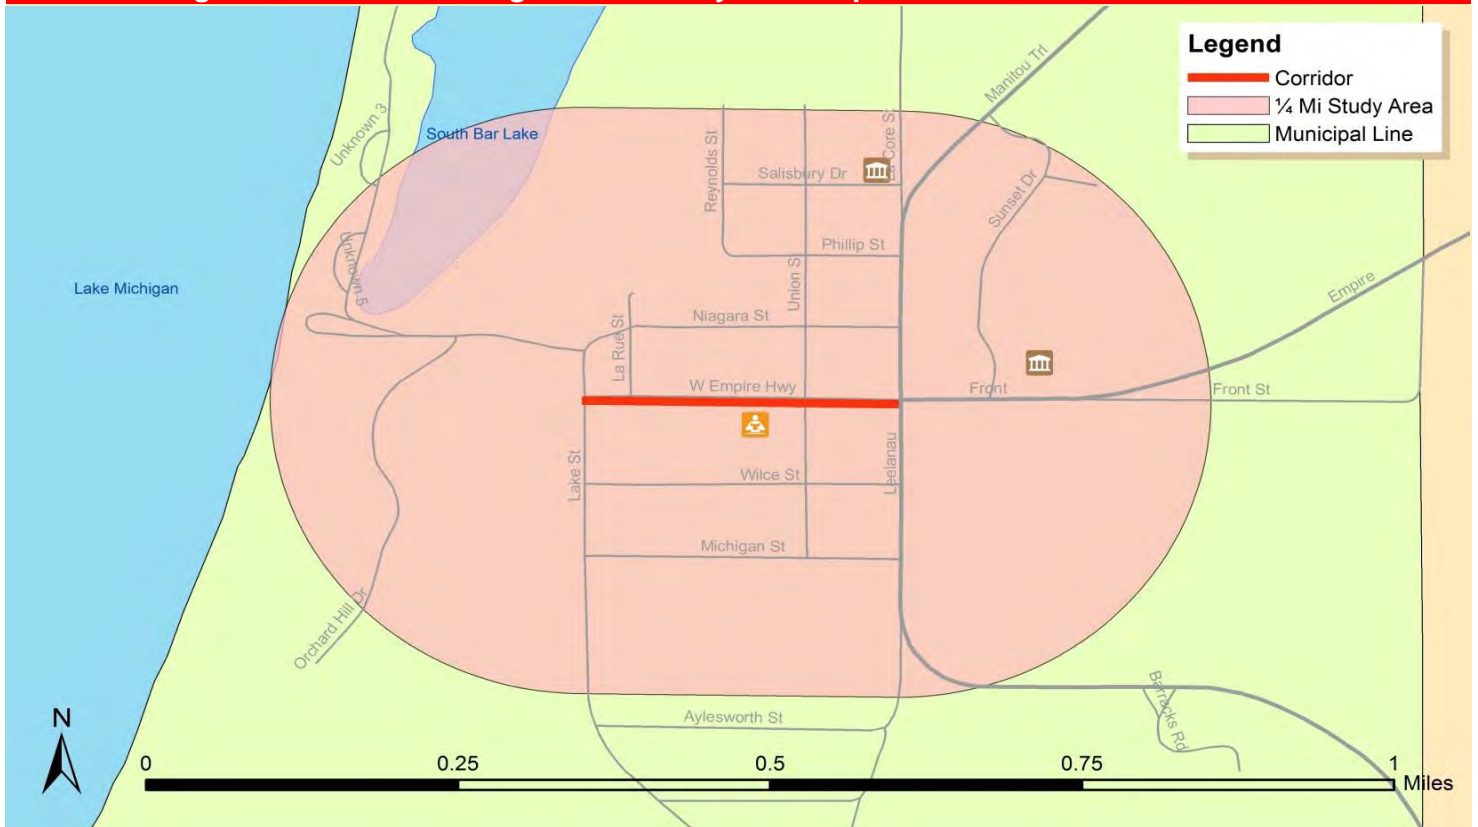 Legend
Corridor
¼ Mi Study Area
Municipal Line
Manitou Trl
Unknown 3
South Bar Lake
Reynolds St
Salisbury Dr
Core St
Sunset Dr
Phillip St
Unknown 5
Union St
Lake Michigan
Empire
Niagara St
La Rue St
W Empire Hwy
Front
Front St
Lake St
Wilce St
Leelanau
Michigan St
Orchard Hill Dr
Barracks Rd
Aylesworth St
N
0 0.25 0.5 0.75 1
Miles